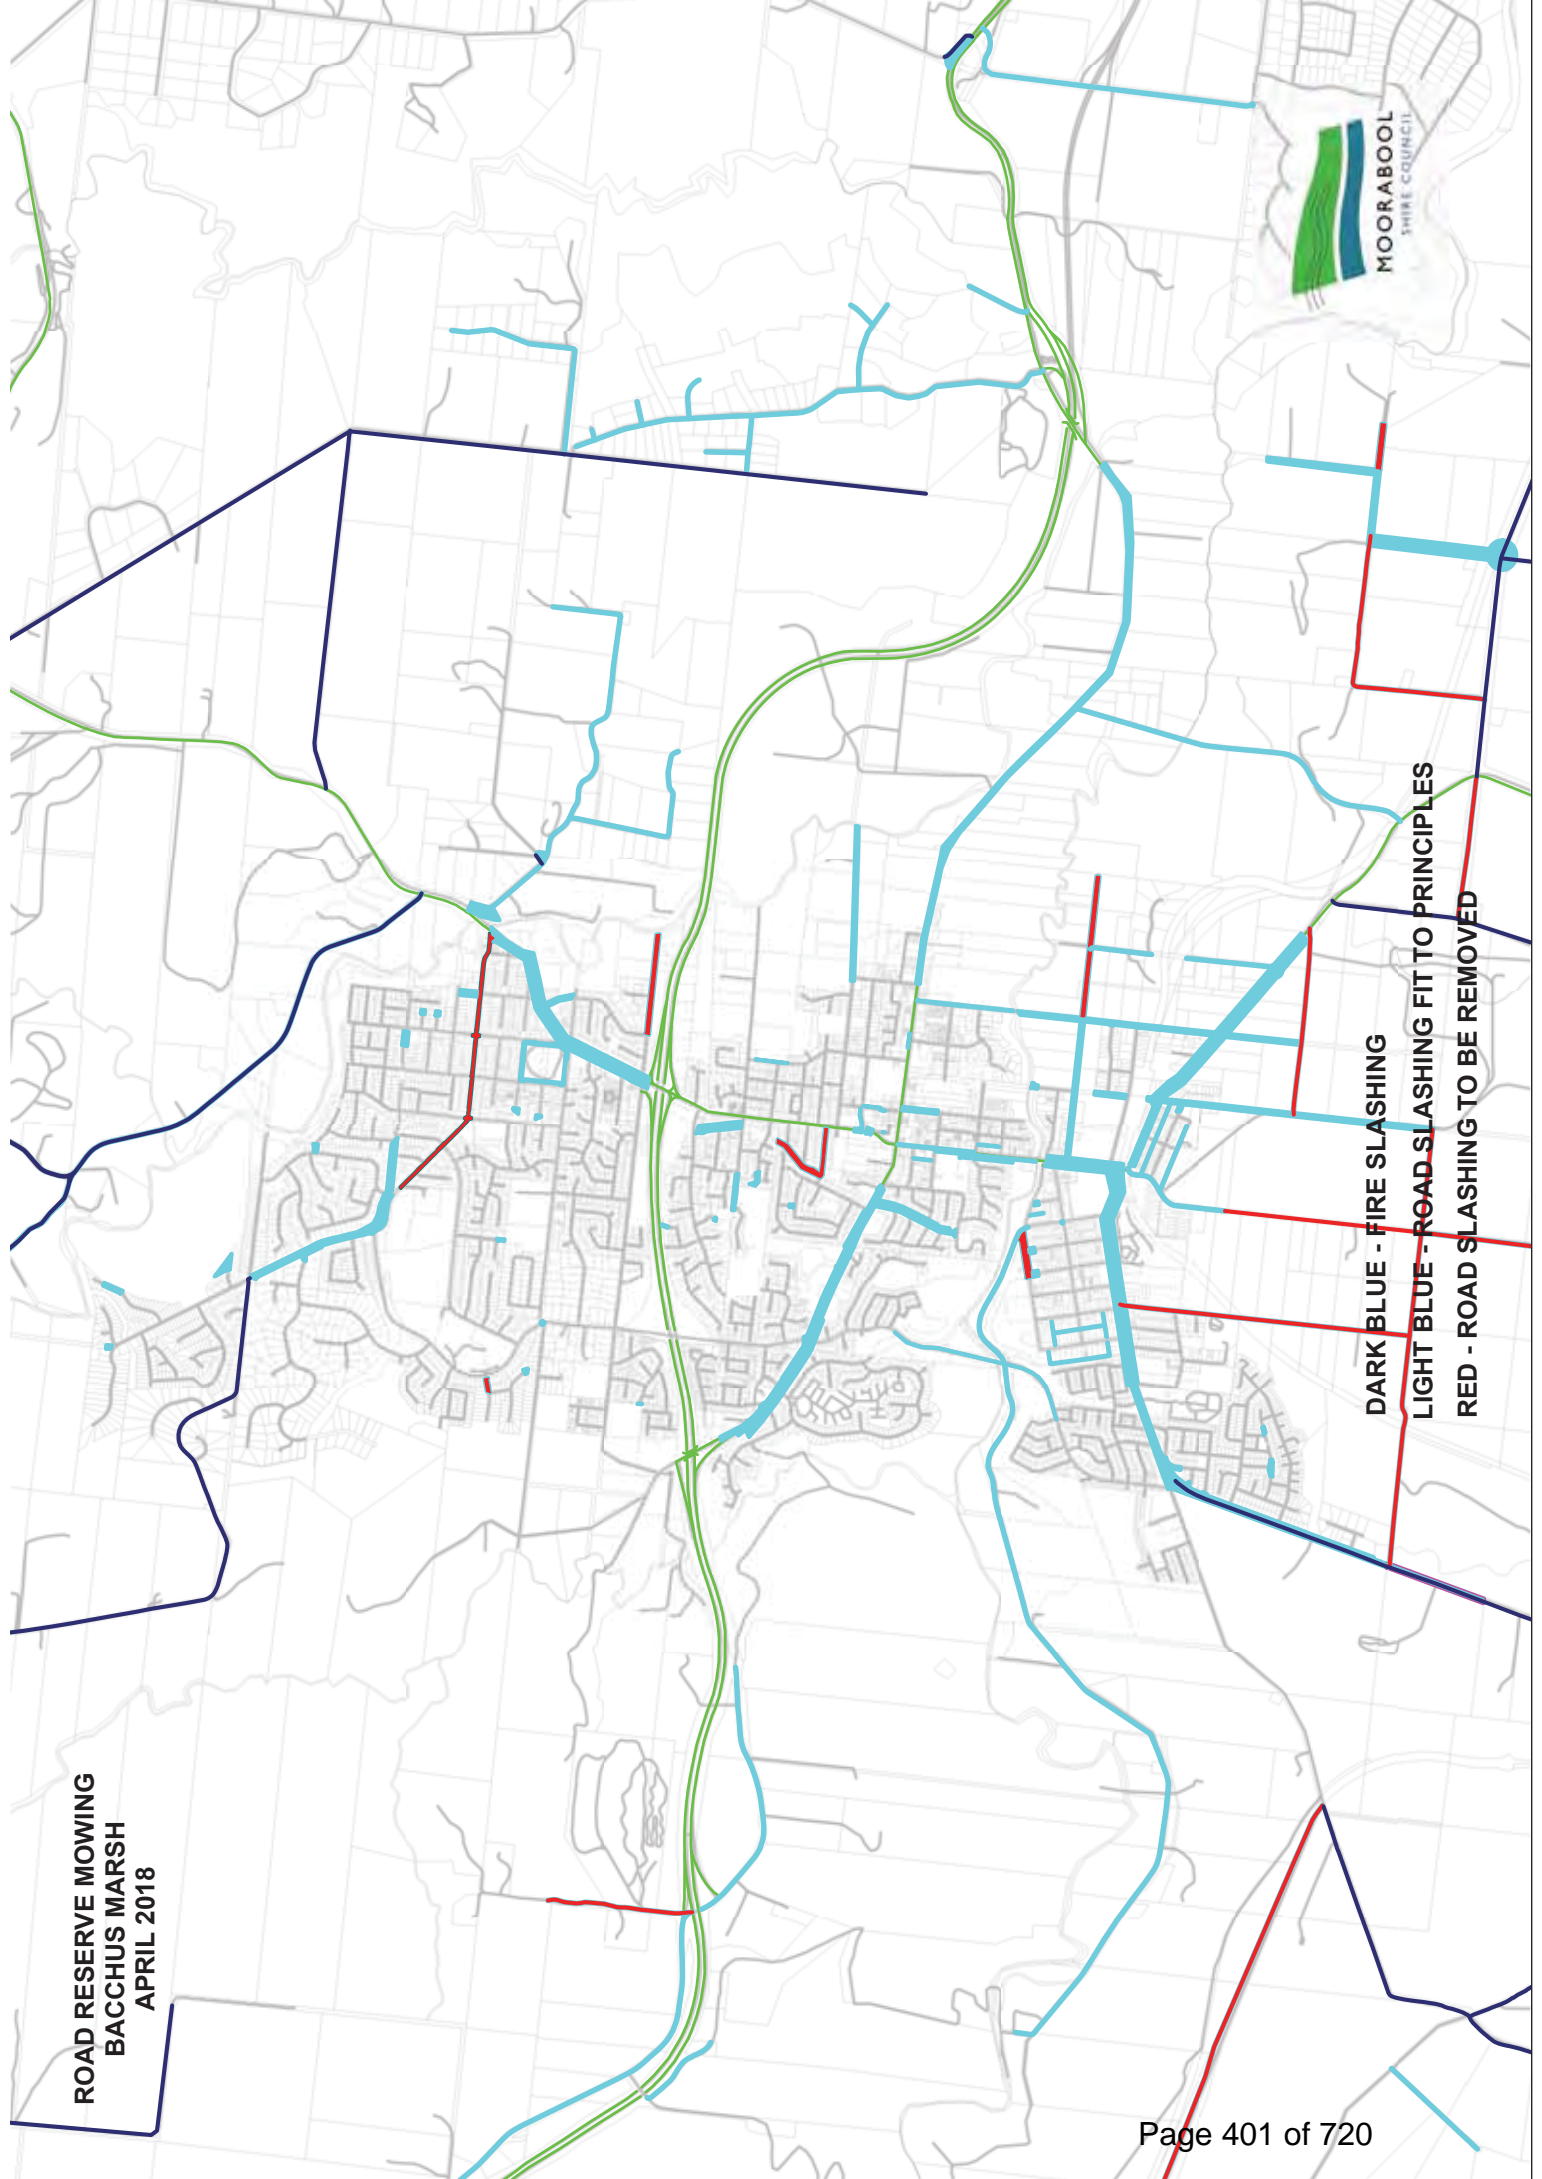 ROAD RESERVE MOWING
BACCHUS MARSH
APRIL 2018
MOORABOOL
SHIRE COUNCIL
DARK BLUE - FIRE SLASHING
LIGHT BLUE - ROAD SLASHING FIT TO PRINCIPLES
RED - ROAD SLASHING TO BE REMOVED
Page 401 of 720